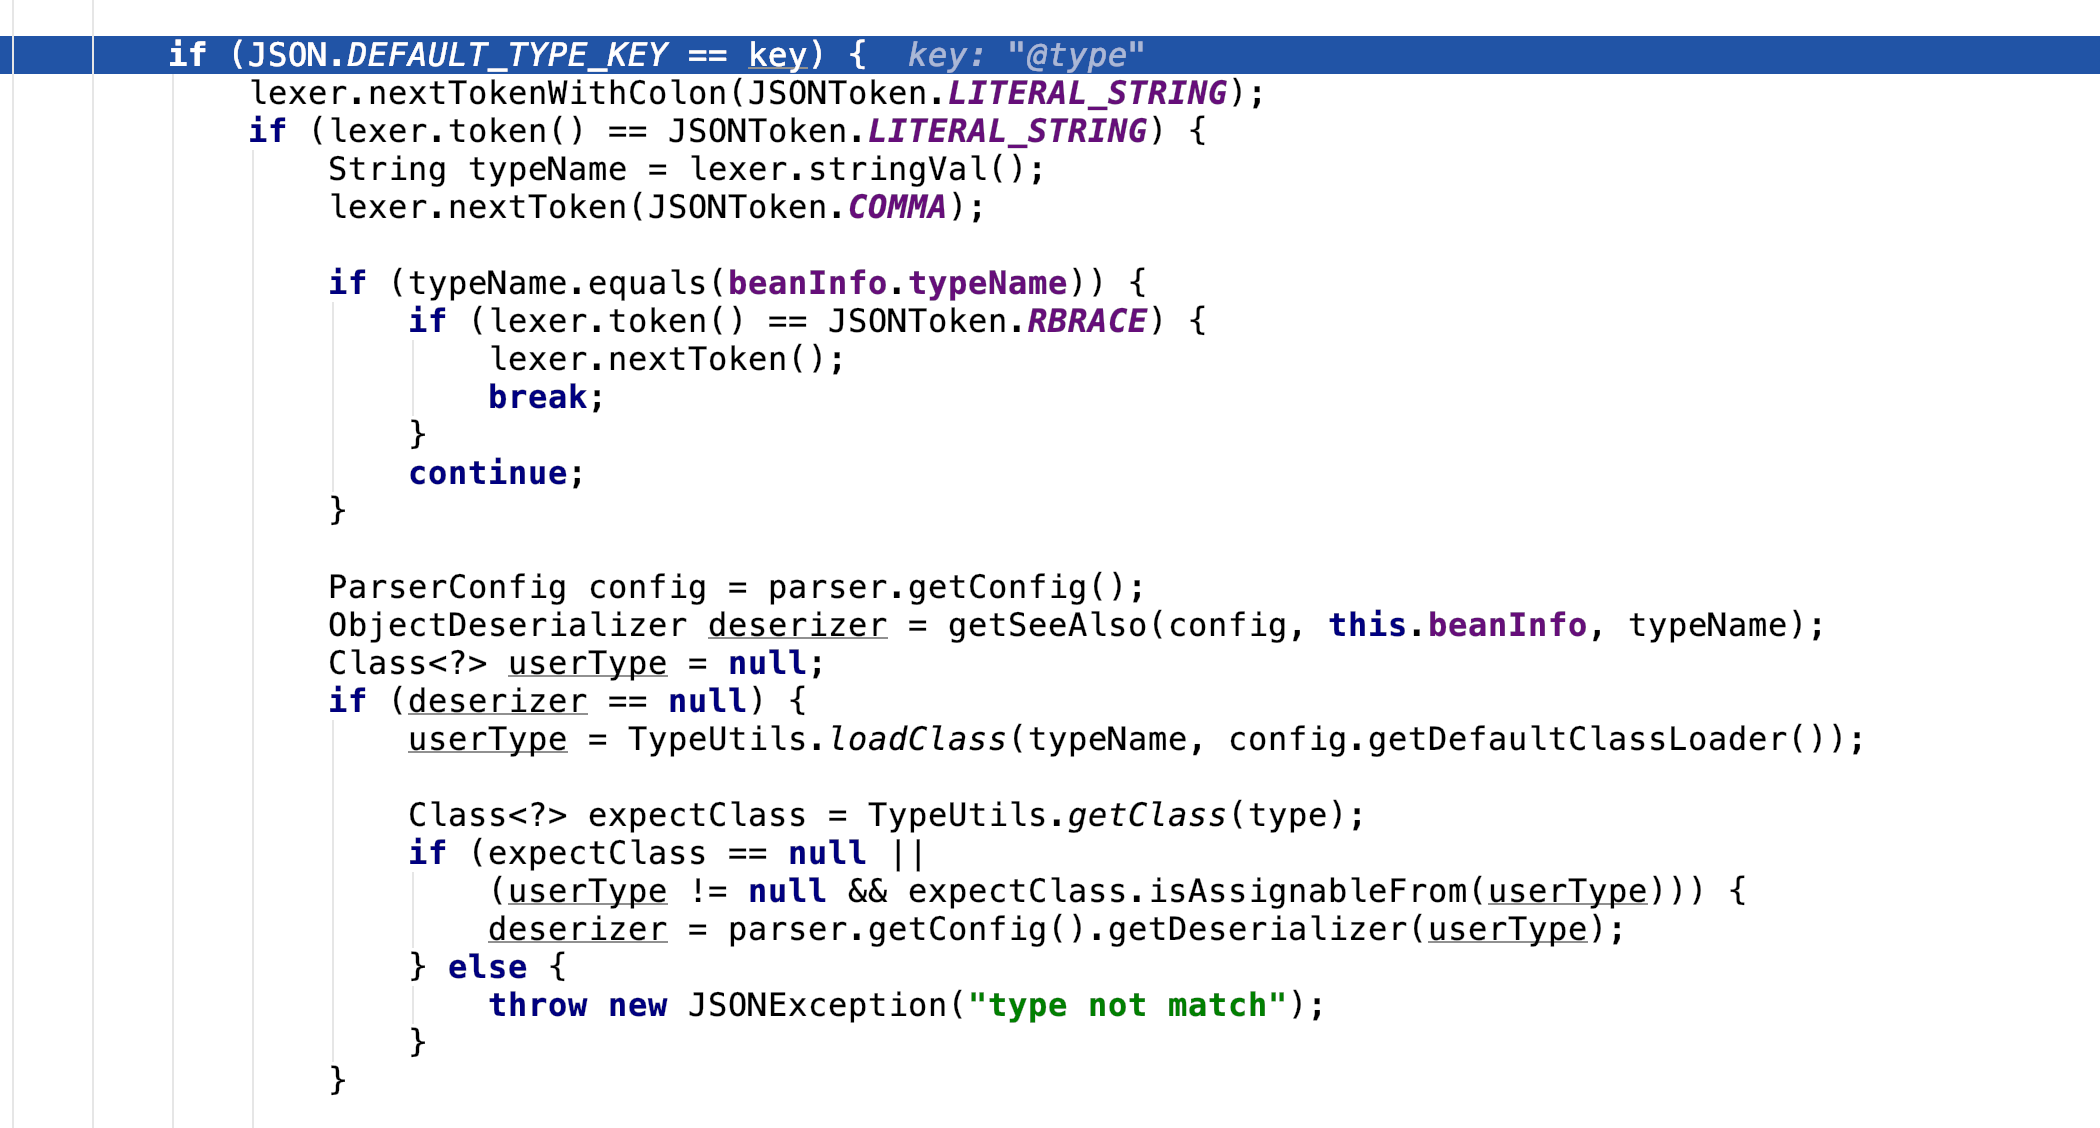 if (JSON.DEFAULT_TYPE_KEY == key) {  key: "@type"
lexer.nextTokenWithColon(JSONToken.LITERAL_STRING);
if (lexer.token() == JSONToken.LITERAL_STRING) {
String typeName = lexer.stringVal();
lexer.nextToken(JSONToken.COMMA);
if (typeName.equals(beanInfo.typeName)) {
if (lexer.token() == JSONToken.RBRACE) {
lexer.nextToken();
break;
}
continue;
}
ParserConfig config = parser.getConfig();
ObjectDeserializer deserizer = getSeeAlso(config, this.beanInfo, typeName);
Class<?> userType = null;
if (deserizer == null) {
userType = TypeUtils.loadClass(typeName, config.getDefaultClassLoader());
Class<?> expectClass = TypeUtils.getClass(type);
if (expectClass == null ||
(userType != null && expectClass.isAssignableFrom(userType))) {
deserizer = parser.getConfig().getDeserializer(userType);
} else {
throw new JSONException("type not match");
}
}